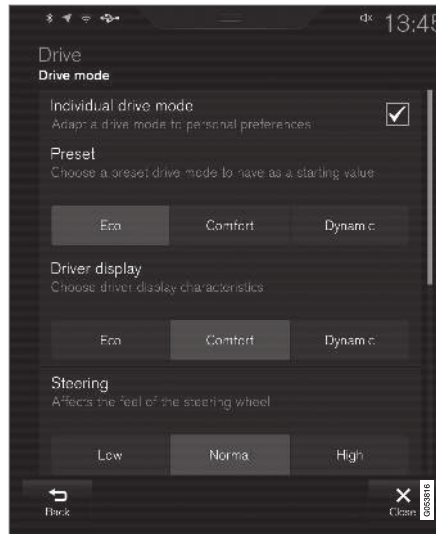 13:45
Drive
Drive mode
Individual drive mode
Adapt a drive mode to personal preferences
Preset
Choose a preset drive mode to have as a starting value
Eco Comfort Dynamic
Driver display
Choose driver display characteristics
Eco Comfort Dynamic
Steering
Affects the feel of the steering wheel
Low Normal High
Back Close
G053816